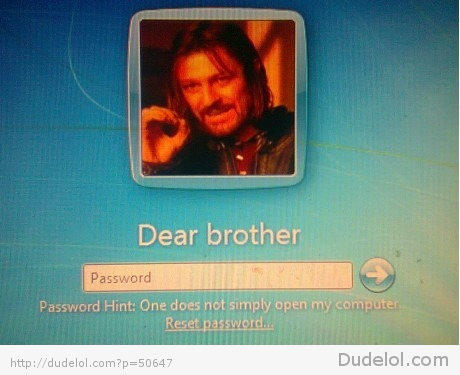 Dear brother
Password
Password Hint: One does not simply open my computer.
Reset password...
http://dudelol.com?p=50647
Dudelol.com